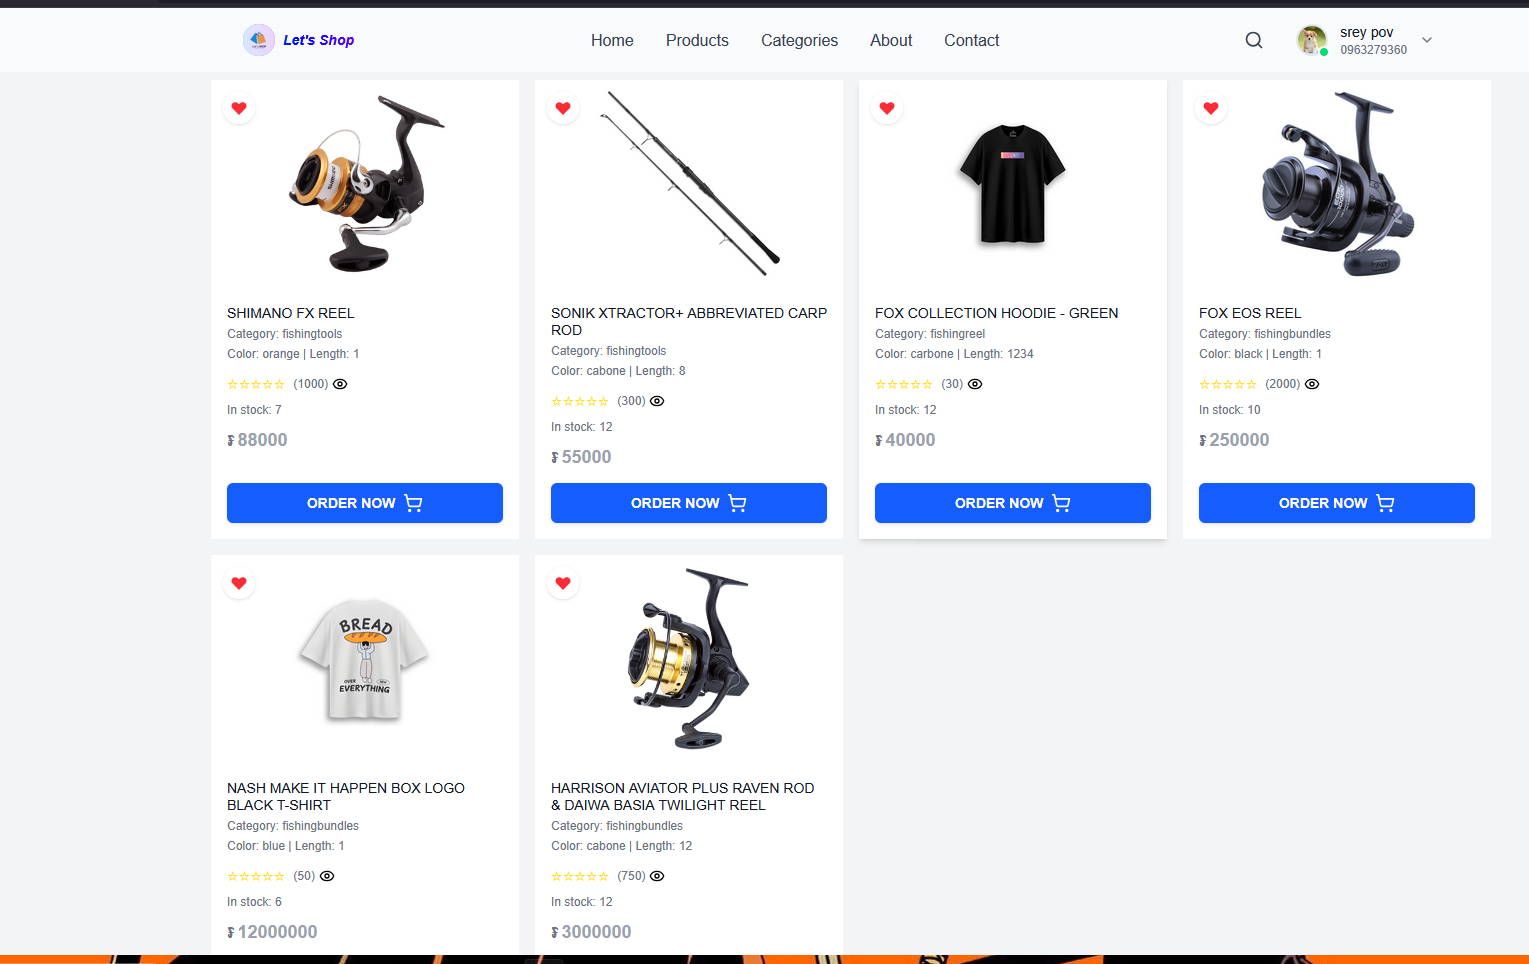 Let's Shop
Home Products Categories About Contact
srey pov
0963279360
SHIMANO FX REEL
Category: fishingtools
Color: orange | Length: 1
☆☆☆☆☆ (1000)
In stock: 7
៛ 88000
ORDER NOW
SONIK XTRACTOR+ ABBREVIATED CARP
ROD
Category: fishingtools
Color: cabone | Length: 8
☆☆☆☆☆ (300)
In stock: 12
៛ 55000
ORDER NOW
FOX COLLECTION HOODIE - GREEN
Category: fishingreel
Color: carbone | Length: 1234
☆☆☆☆☆ (30)
In stock: 12
៛ 40000
ORDER NOW
FOX EOS REEL
Category: fishingbundles
Color: black | Length: 1
☆☆☆☆☆ (2000)
In stock: 10
៛ 250000
ORDER NOW
BREAD
OVER
EVERYTHING
NASH MAKE IT HAPPEN BOX LOGO
BLACK T-SHIRT
Category: fishingbundles
Color: blue | Length: 1
☆☆☆☆☆ (50)
In stock: 6
៛ 12000000
HARRISON AVIATOR PLUS RAVEN ROD
& DAIWA BASIA TWILIGHT REEL
Category: fishingbundles
Color: cabone | Length: 12
☆☆☆☆☆ (750)
In stock: 12
៛ 3000000